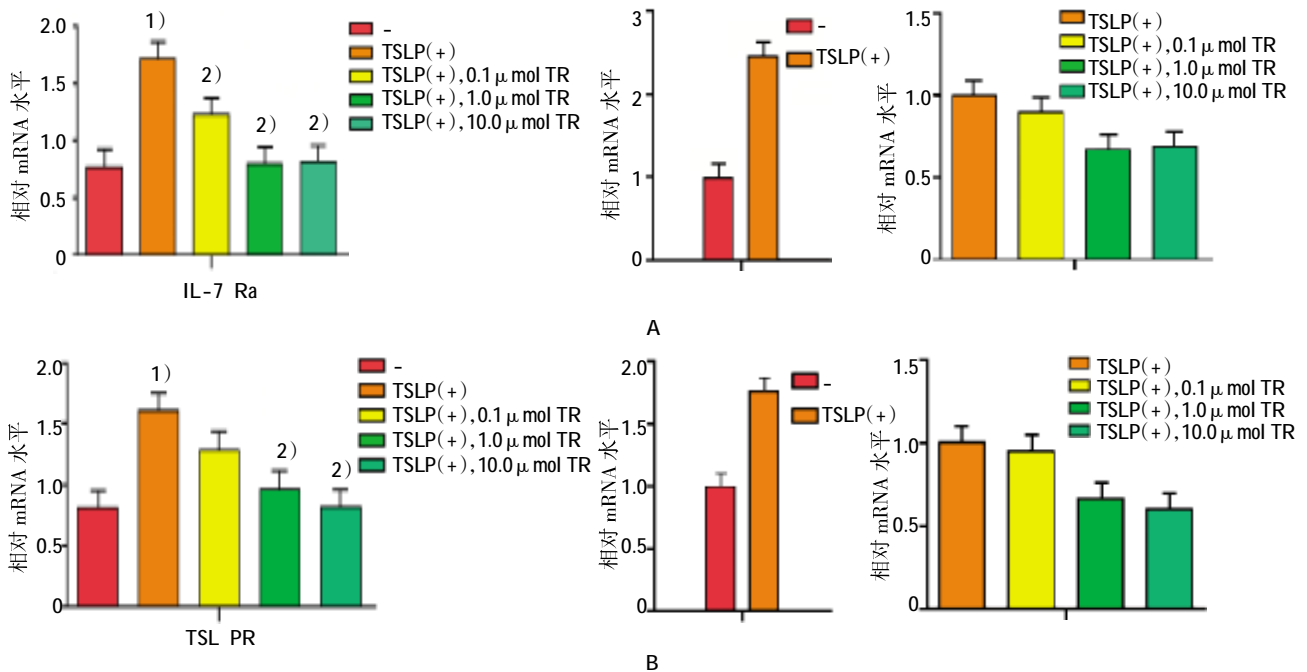 相对 mRNA 水平
2.0
1.5
1.0
0.5
0
1)
2)
2)
2)
-
TSLP(+)
TSLP(+),0.1 μ mol TR
TSLP(+),1.0 μ mol TR
TSLP(+),10.0 μ mol TR
IL-7 Ra
相对 mRNA 水平
3
2
1
0
-
TSLP(+)
相对 mRNA 水平
1.5
1.0
0.5
0
TSLP(+)
TSLP(+),0.1 μ mol TR
TSLP(+),1.0 μ mol TR
TSLP(+),10.0 μ mol TR
A
相对 mRNA 水平
2.0
1.5
1.0
0.5
0
1)
2)
2)
-
TSLP(+)
TSLP(+),0.1 μ mol TR
TSLP(+),1.0 μ mol TR
TSLP(+),10.0 μ mol TR
TSL PR
相对 mRNA 水平
2.0
1.5
1.0
0.5
0
-
TSLP(+)
相对 mRNA 水平
1.5
1.0
0.5
0
TSLP(+)
TSLP(+),0.1 μ mol TR
TSLP(+),1.0 μ mol TR
TSLP(+),10.0 μ mol TR
B